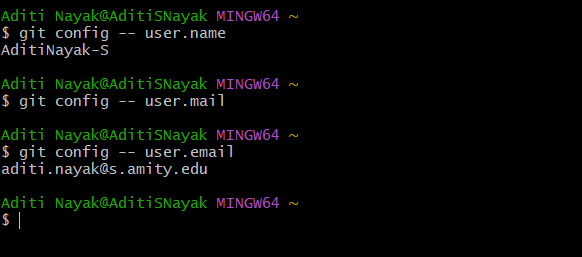 Aditi Nayak@AditiSNayak MINGW64 ~
$ git config -- user.name
AditiNayak-S
Aditi Nayak@AditiSNayak MINGW64 ~
$ git config -- user.mail
Aditi Nayak@AditiSNayak MINGW64 ~
$ git config -- user.email
aditi.nayak@s.amity.edu
Aditi Nayak@AditiSNayak MINGW64 ~
$